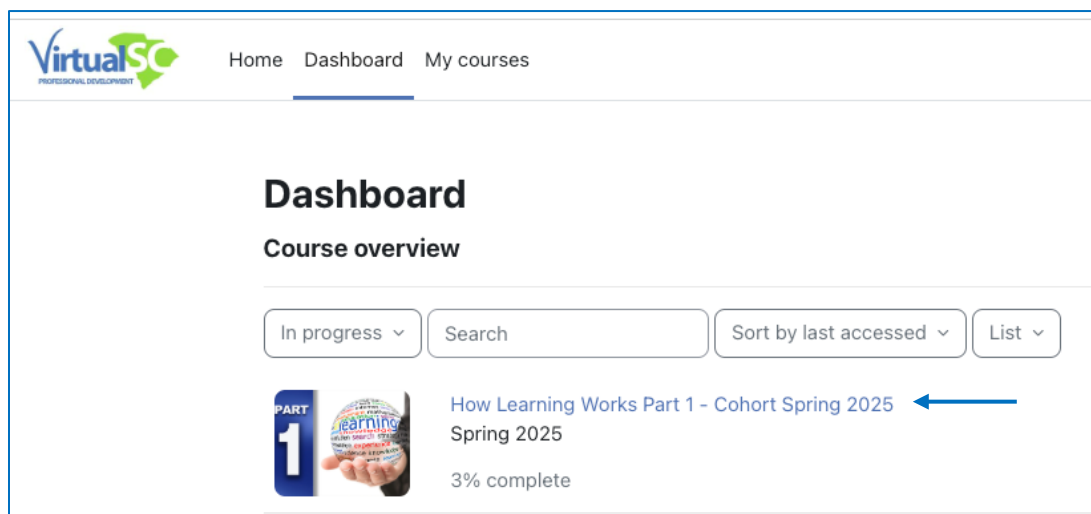 VirtualSC
PROFESSIONAL DEVELOPMENT
Home Dashboard My courses
Dashboard
Course overview
In progress Search Sort by last accessed List
PART
1
learning
How Learning Works Part 1 - Cohort Spring 2025
Spring 2025
3% complete